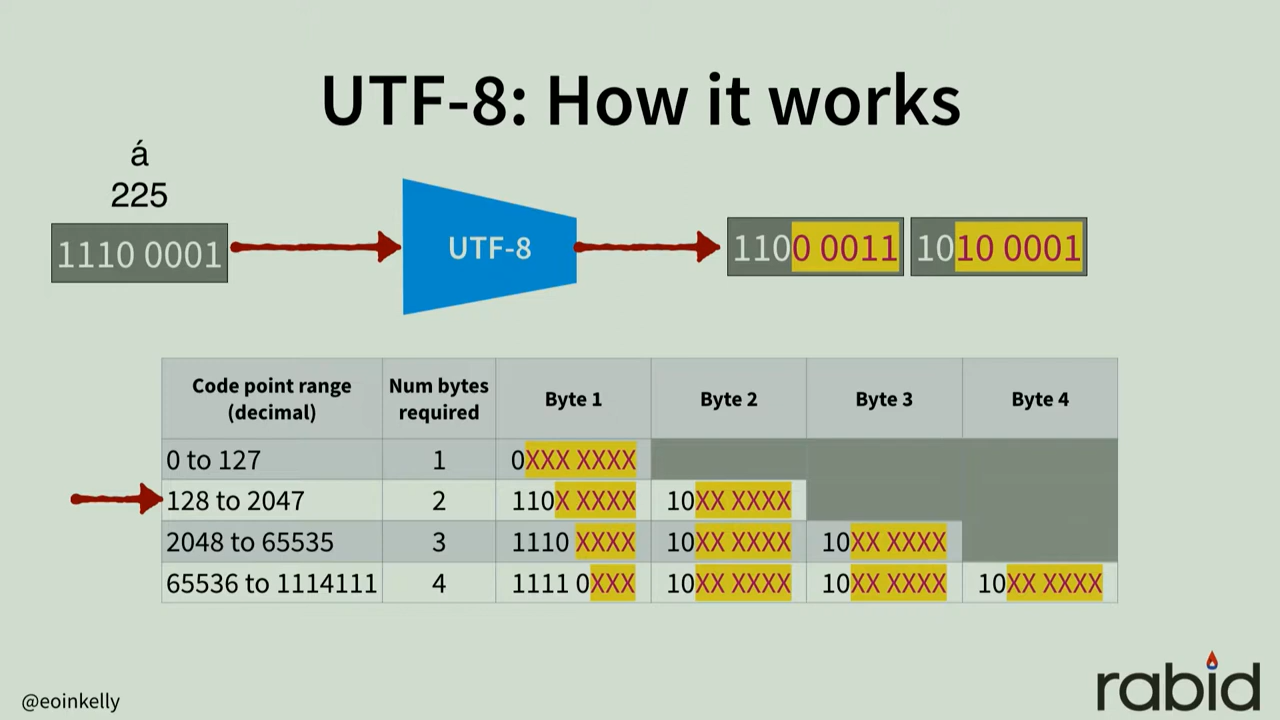 UTF-8: How it works
á
225
1110 0001
UTF-8
1100 0011 1010 0001
Code point range (decimal) Num bytes required Byte 1 Byte 2 Byte 3 Byte 4
0 to 127 1 0XXX XXXX
128 to 2047 2 110X XXXX 10XX XXXX
2048 to 65535 3 1110 XXXX 10XX XXXX 10XX XXXX
65536 to 1114111 4 1111 0XXX 10XX XXXX 10XX XXXX 10XX XXXX
@eoinkelly
rabid